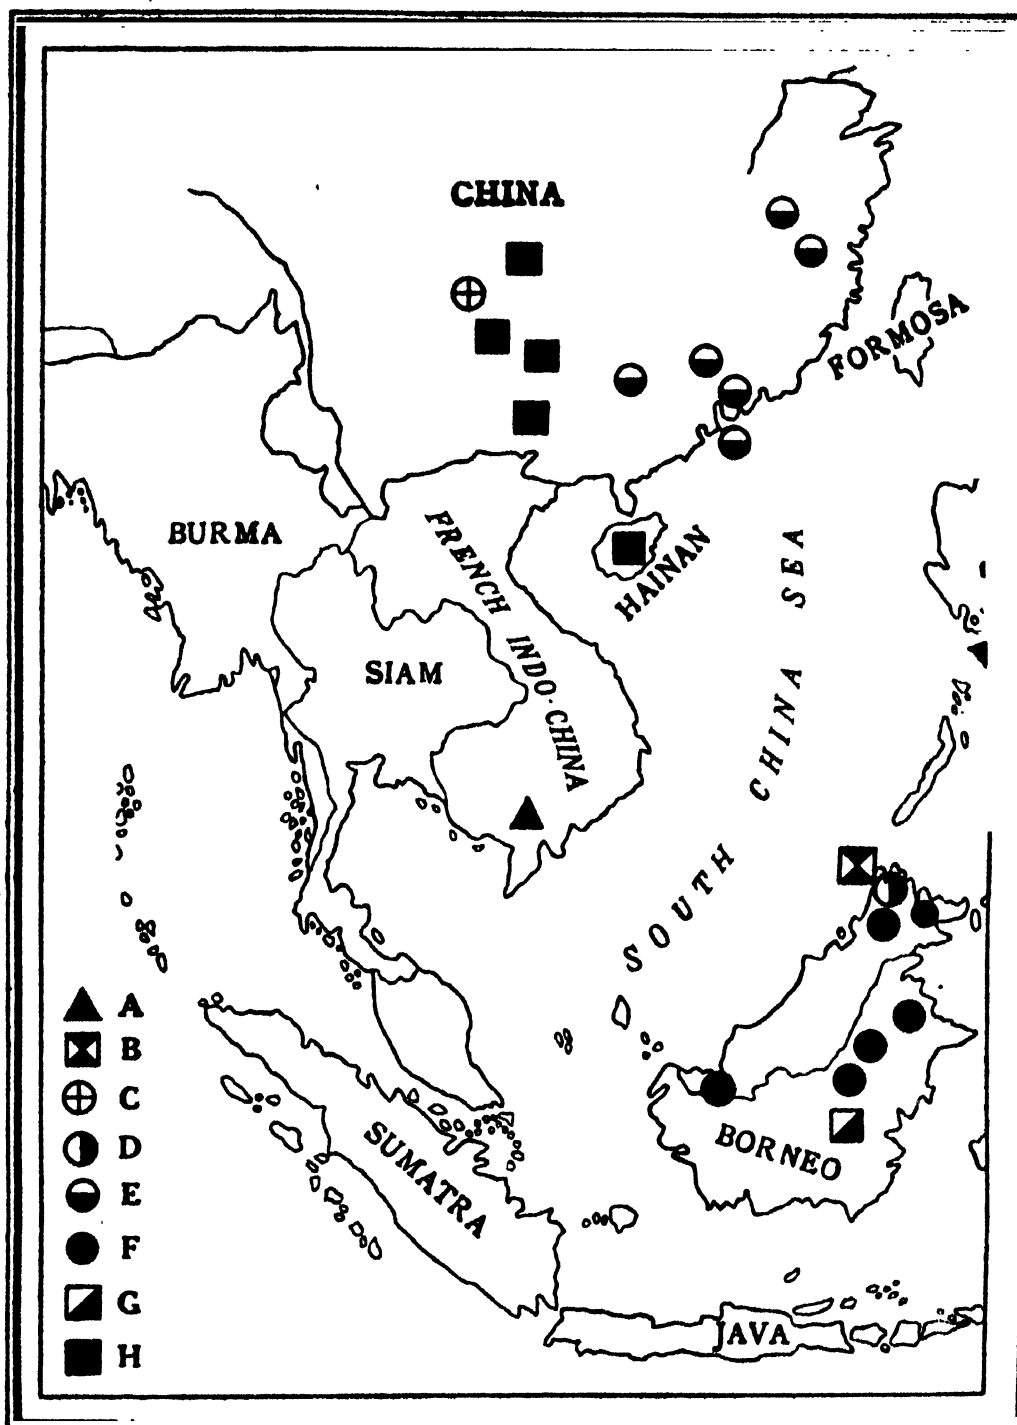 CHINA
FORMOSA
BURMA
FRENCH INDO-CHINA
HAINAN
SIAM
SOUTH CHINA SEA
A
B
C
D
E
F
G
H
SUMATRA
BORNEO
JAVA